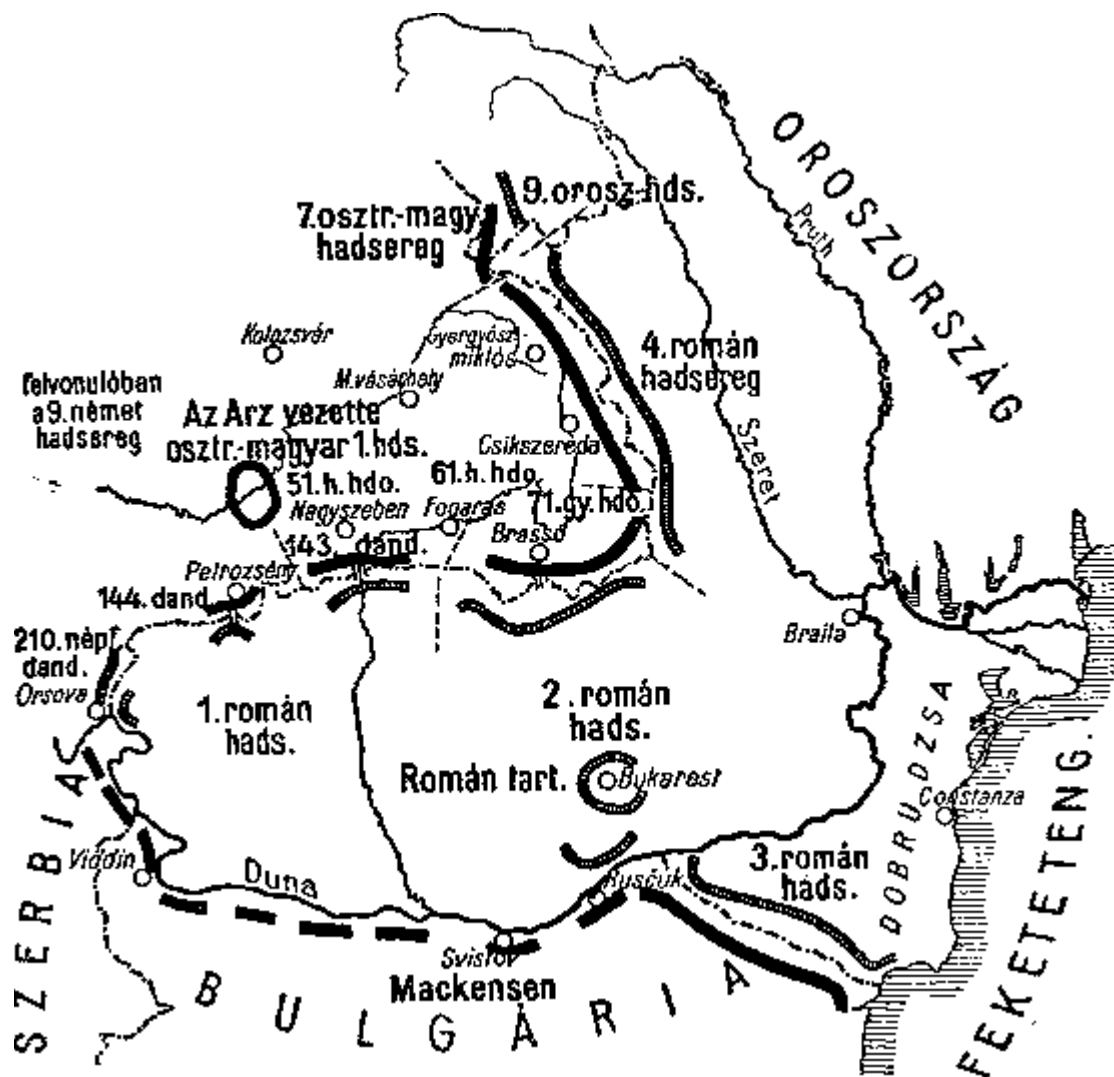 OROSZORSZÁG
9. orosz hds.
7. osztr.-magy
hadsereg
Pruth
Kolozsvár
Gyergyószt-
miklós
4. román
hadsereg
felvonulóban
a 9. német
hadsereg
M.vásárhely
Az Arz vezette
osztr.-magyar 1. hds.
Csikszereda
Szeret
51. h. hdo.
61. h. hdo.
71. gy. hdo.
Nagyszeben
Fogaras
Brassó
143. dand.
Petrozsény
144. dand.
Braila
210. népf.
dand.
Orsova
1. román
hads.
2. román
hads.
Román tart.
Bukarest
DOBRUDZSA
Constanza
SZERBIA
Viddin
Duna
Rusčuk
3. román
hads.
Svistov
Mackensen
BULGÁRIA
FEKETETENG.